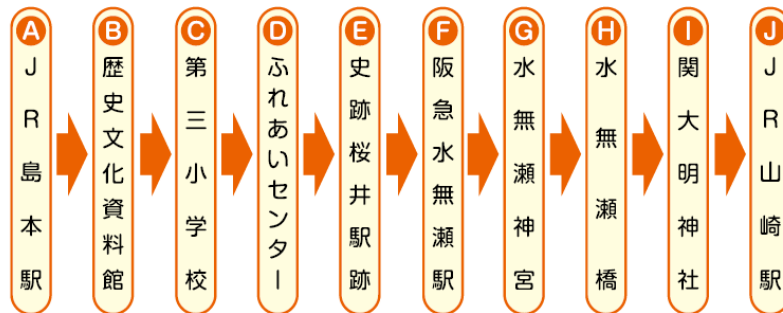 A
JR島本駅
B
歴史文化資料館
C
第三小学校
D
ふれあいセンター
E
史跡桜井駅跡
F
阪急水無瀬駅
G
水無瀬神宮
H
水無瀬橋
I
関大明神社
J
JR山崎駅